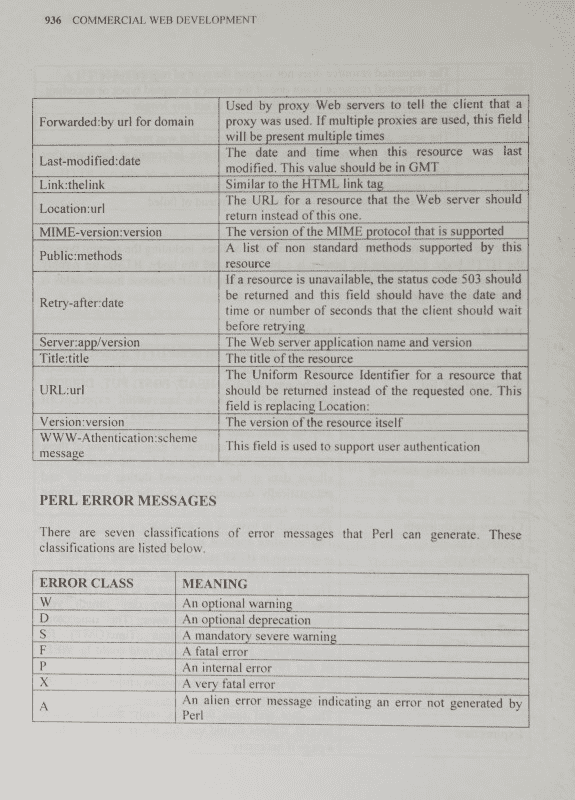 936 COMMERCIAL WEB DEVELOPMENT
Forwarded:by url for domain
Used by proxy Web servers to tell the client that a
proxy was used. If multiple proxies are used, this field
will be present multiple times
Last-modified:date
The date and time when this resource was last
modified. This value should be in GMT
Link:thelink
Similar to the HTML link tag
Location:url
The URL for a resource that the Web server should
return instead of this one.
MIME-version:version
The version of the MIME protocol that is supported
Public:methods
A list of non standard methods supported by this
resource
Retry-after:date
If a resource is unavailable, the status code 503 should
be returned and this field should have the date and
time or number of seconds that the client should wait
before retrying
Server:app/version
The Web server application name and version
Title:title
The title of the resource
URL:url
The Uniform Resource Identifier for a resource that
should be returned instead of the requested one. This
field is replacing Location:
Version:version
The version of the resource itself
WWW-Athentication:scheme
message
This field is used to support user authentication
PERL ERROR MESSAGES
There are seven classifications of error messages that Perl can generate. These
classifications are listed below.
ERROR CLASS MEANING
W An optional warning
D An optional deprecation
S A mandatory severe warning
F A fatal error
P An internal error
X A very fatal error
A An alien error message indicating an error not generated by
Perl